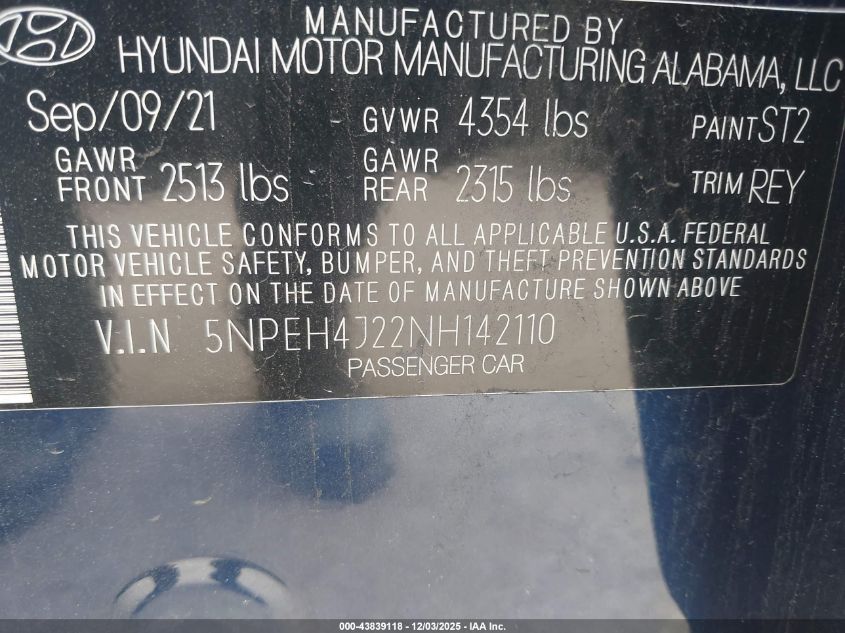 MANUFACTURED BY
HYUNDAI MOTOR MANUFACTURING ALABAMA, LLC
Sep/09/21 GVWR 4354 lbs PAINT ST2
GAWR FRONT 2513 lbs GAWR REAR 2315 lbs TRIM REY
THIS VEHICLE CONFORMS TO ALL APPLICABLE U.S.A. FEDERAL
MOTOR VEHICLE SAFETY, BUMPER, AND THEFT PREVENTION STANDARDS
IN EFFECT ON THE DATE OF MANUFACTURE SHOWN ABOVE
V.I.N 5NPEH4J22NH142110
PASSENGER CAR
000-43839118 - 12/03/2025 - IAA Inc.